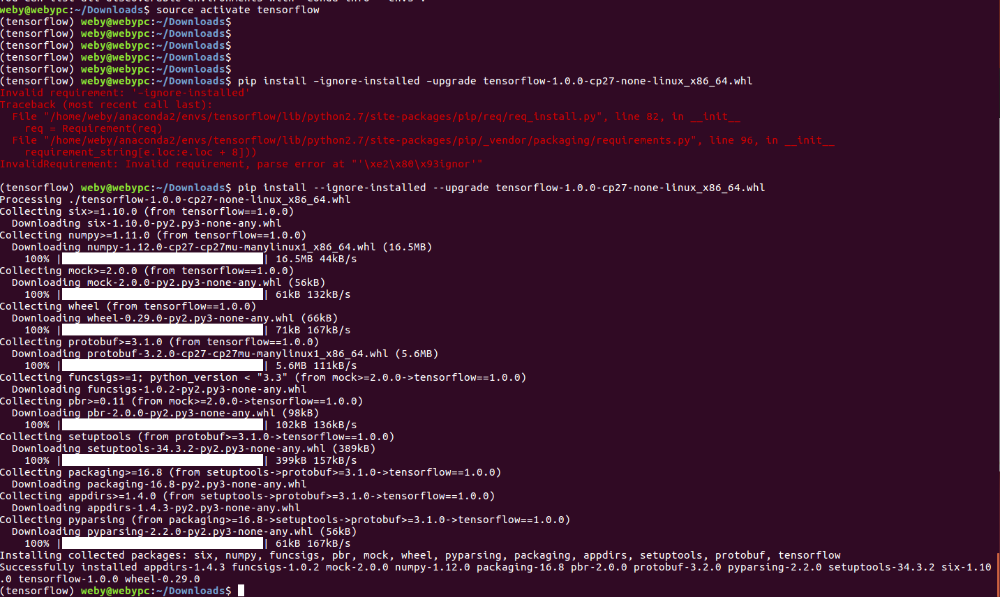 You can list all discoverable environments with `conda info --envs`.
weby@webypc:~/Downloads$ source activate tensorflow
(tensorflow) weby@webypc:~/Downloads$
(tensorflow) weby@webypc:~/Downloads$
(tensorflow) weby@webypc:~/Downloads$
(tensorflow) weby@webypc:~/Downloads$
(tensorflow) weby@webypc:~/Downloads$
(tensorflow) weby@webypc:~/Downloads$ pip install –ignore-installed –upgrade tensorflow-1.0.0-cp27-none-linux_x86_64.whl
Invalid requirement: '–ignore-installed'
Traceback (most recent call last):
  File "/home/weby/anaconda2/envs/tensorflow/lib/python2.7/site-packages/pip/req/req_install.py", line 82, in __init__
    req = Requirement(req)
  File "/home/weby/anaconda2/envs/tensorflow/lib/python2.7/site-packages/pip/_vendor/packaging/requirements.py", line 96, in __init__
    requirement_string[e.loc:e.loc + 8]))
InvalidRequirement: Invalid requirement, parse error at "'\xe2\x80\x93ignor'"
(tensorflow) weby@webypc:~/Downloads$ pip install --ignore-installed --upgrade tensorflow-1.0.0-cp27-none-linux_x86_64.whl
Processing ./tensorflow-1.0.0-cp27-none-linux_x86_64.whl
Collecting six>=1.10.0 (from tensorflow==1.0.0)
  Downloading six-1.10.0-py2.py3-none-any.whl
Collecting numpy>=1.11.0 (from tensorflow==1.0.0)
  Downloading numpy-1.12.0-cp27-cp27mu-manylinux1_x86_64.whl (16.5MB)
    100% || 16.5MB 44kB/s
Collecting mock>=2.0.0 (from tensorflow==1.0.0)
  Downloading mock-2.0.0-py2.py3-none-any.whl (56kB)
    100% || 61kB 132kB/s
Collecting wheel (from tensorflow==1.0.0)
  Downloading wheel-0.29.0-py2.py3-none-any.whl (66kB)
    100% || 71kB 167kB/s
Collecting protobuf>=3.1.0 (from tensorflow==1.0.0)
  Downloading protobuf-3.2.0-cp27-cp27mu-manylinux1_x86_64.whl (5.6MB)
    100% || 5.6MB 111kB/s
Collecting funcsigs>=1; python_version < "3.3" (from mock>=2.0.0->tensorflow==1.0.0)
  Downloading funcsigs-1.0.2-py2.py3-none-any.whl
Collecting pbr>=0.11 (from mock>=2.0.0->tensorflow==1.0.0)
  Downloading pbr-2.0.0-py2.py3-none-any.whl (98kB)
    100% || 102kB 136kB/s
Collecting setuptools (from protobuf>=3.1.0->tensorflow==1.0.0)
  Downloading setuptools-34.3.2-py2.py3-none-any.whl (389kB)
    100% || 399kB 157kB/s
Collecting packaging>=16.8 (from setuptools->protobuf>=3.1.0->tensorflow==1.0.0)
  Downloading packaging-16.8-py2.py3-none-any.whl
Collecting appdirs>=1.4.0 (from setuptools->protobuf>=3.1.0->tensorflow==1.0.0)
  Downloading appdirs-1.4.3-py2.py3-none-any.whl
Collecting pyparsing (from packaging>=16.8->setuptools->protobuf>=3.1.0->tensorflow==1.0.0)
  Downloading pyparsing-2.2.0-py2.py3-none-any.whl (56kB)
    100% || 61kB 167kB/s
Installing collected packages: six, numpy, funcsigs, pbr, mock, wheel, pyparsing, packaging, appdirs, setuptools, protobuf, tensorflow
Successfully installed appdirs-1.4.3 funcsigs-1.0.2 mock-2.0.0 numpy-1.12.0 packaging-16.8 pbr-2.0.0 protobuf-3.2.0 pyparsing-2.2.0 setuptools-34.3.2 six-1.10
.0 tensorflow-1.0.0 wheel-0.29.0
(tensorflow) weby@webypc:~/Downloads$